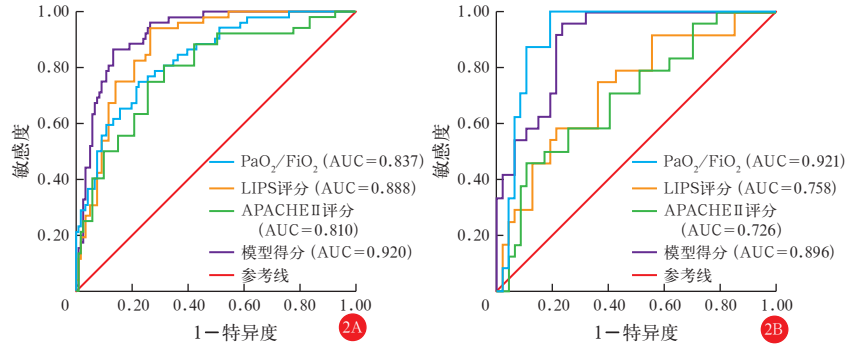 1.00
0.80
0.60
0.40
0.20
0
0.20
0.40
0.60
0.80
1.00
敏感度
1－特异度
PaO₂/FiO₂ (AUC＝0.837)
LIPS评分 (AUC＝0.888)
APACHEⅡ评分
(AUC＝0.810)
模型得分 (AUC＝0.920)
参考线
2A
1.00
0.80
0.60
0.40
0.20
0
0.20
0.40
0.60
0.80
1.00
敏感度
1－特异度
PaO₂/FiO₂ (AUC＝0.921)
LIPS评分 (AUC＝0.758)
APACHEⅡ评分
(AUC＝0.726)
模型得分 (AUC＝0.896)
参考线
2B